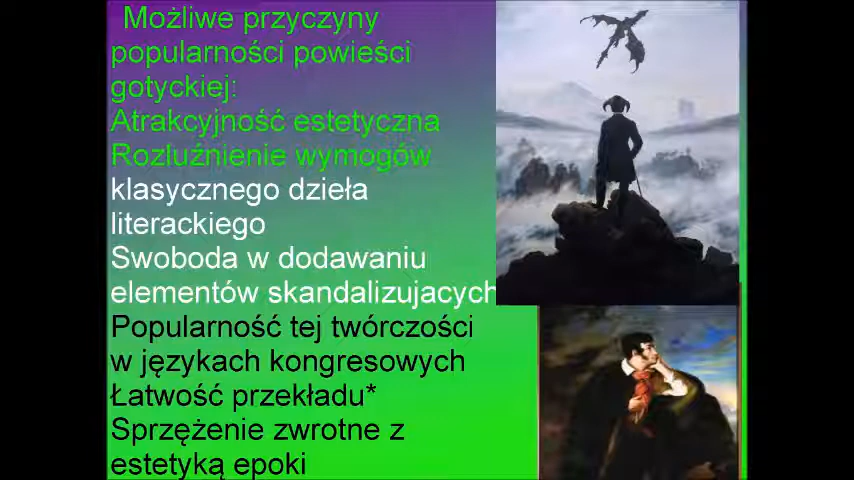 Możliwe przyczyny
popularności powieści
gotyckiej:
Atrakcyjność estetyczna
Rozluźnienie wymogów
klasycznego dzieła
literackiego
Swoboda w dodawaniu
elementów skandalizujacych
Popularność tej twórczości
w językach kongresowych
Łatwość przekładu*
Sprzężenie zwrotne z
estetyką epoki